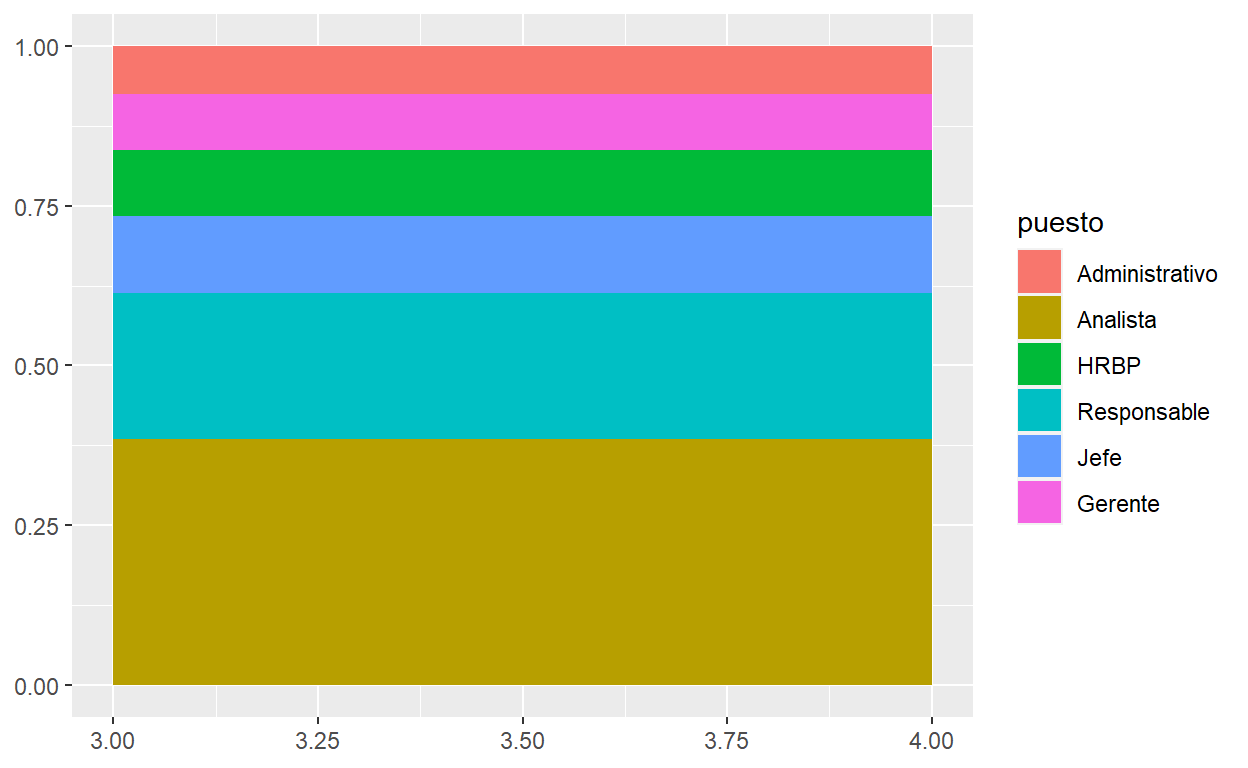 1.00
0.75
0.50
0.25
0.00
3.00 3.25 3.50 3.75 4.00
puesto
Administrativo
Analista
HRBP
Responsable
Jefe
Gerente